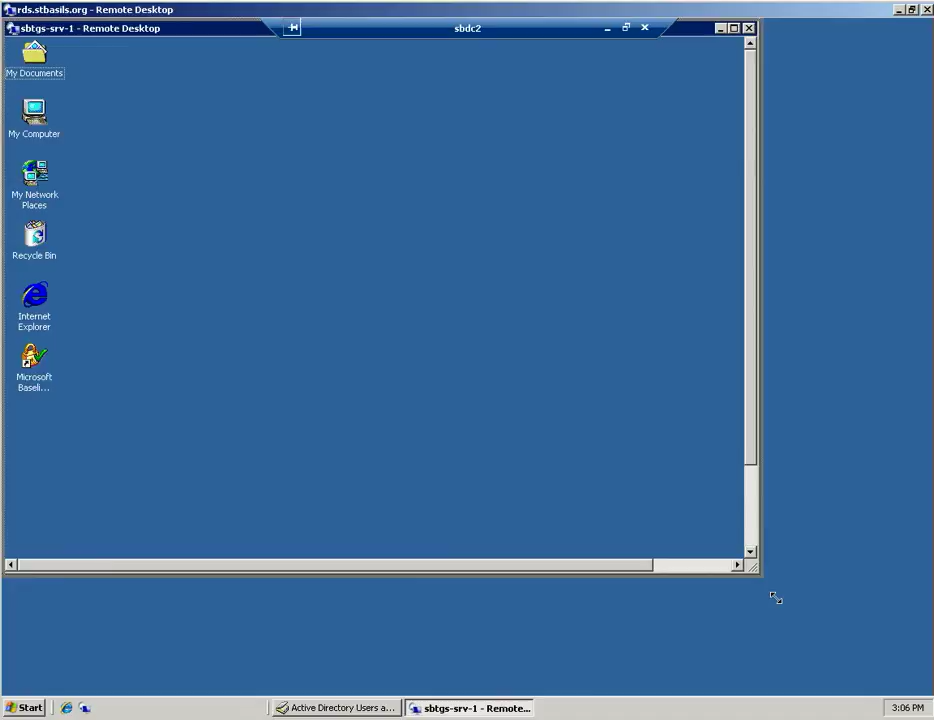 rds.stbasils.org - Remote Desktop
sbtgs-srv-1 - Remote Desktop
sbdc2
My Documents
My Computer
My Network
Places
Recycle Bin
Internet
Explorer
Microsoft
Baseli...
Start
Active Directory Users a...
sbtgs-srv-1 - Remote...
3:06 PM